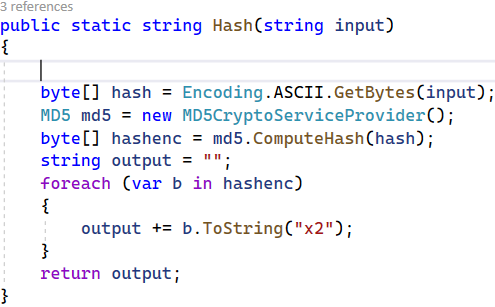 3 references
public static string Hash(string input)
{
byte[] hash = Encoding.ASCII.GetBytes(input);
MD5 md5 = new MD5CryptoServiceProvider();
byte[] hashenc = md5.ComputeHash(hash);
string output = "";
foreach (var b in hashenc)
{
output += b.ToString("x2");
}
return output;
}